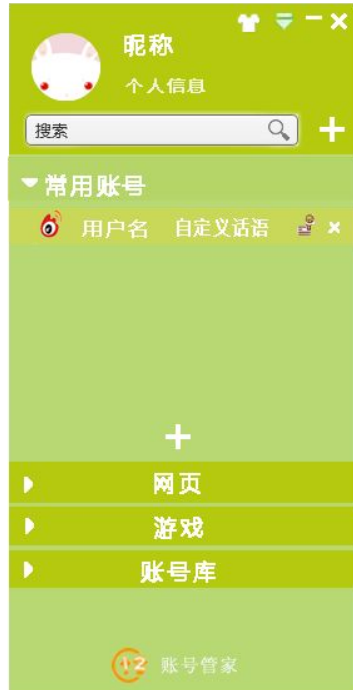 昵称
个人信息
搜索
常用账号
用户名 自定义话语
网页
游戏
账号库
12 账号管家